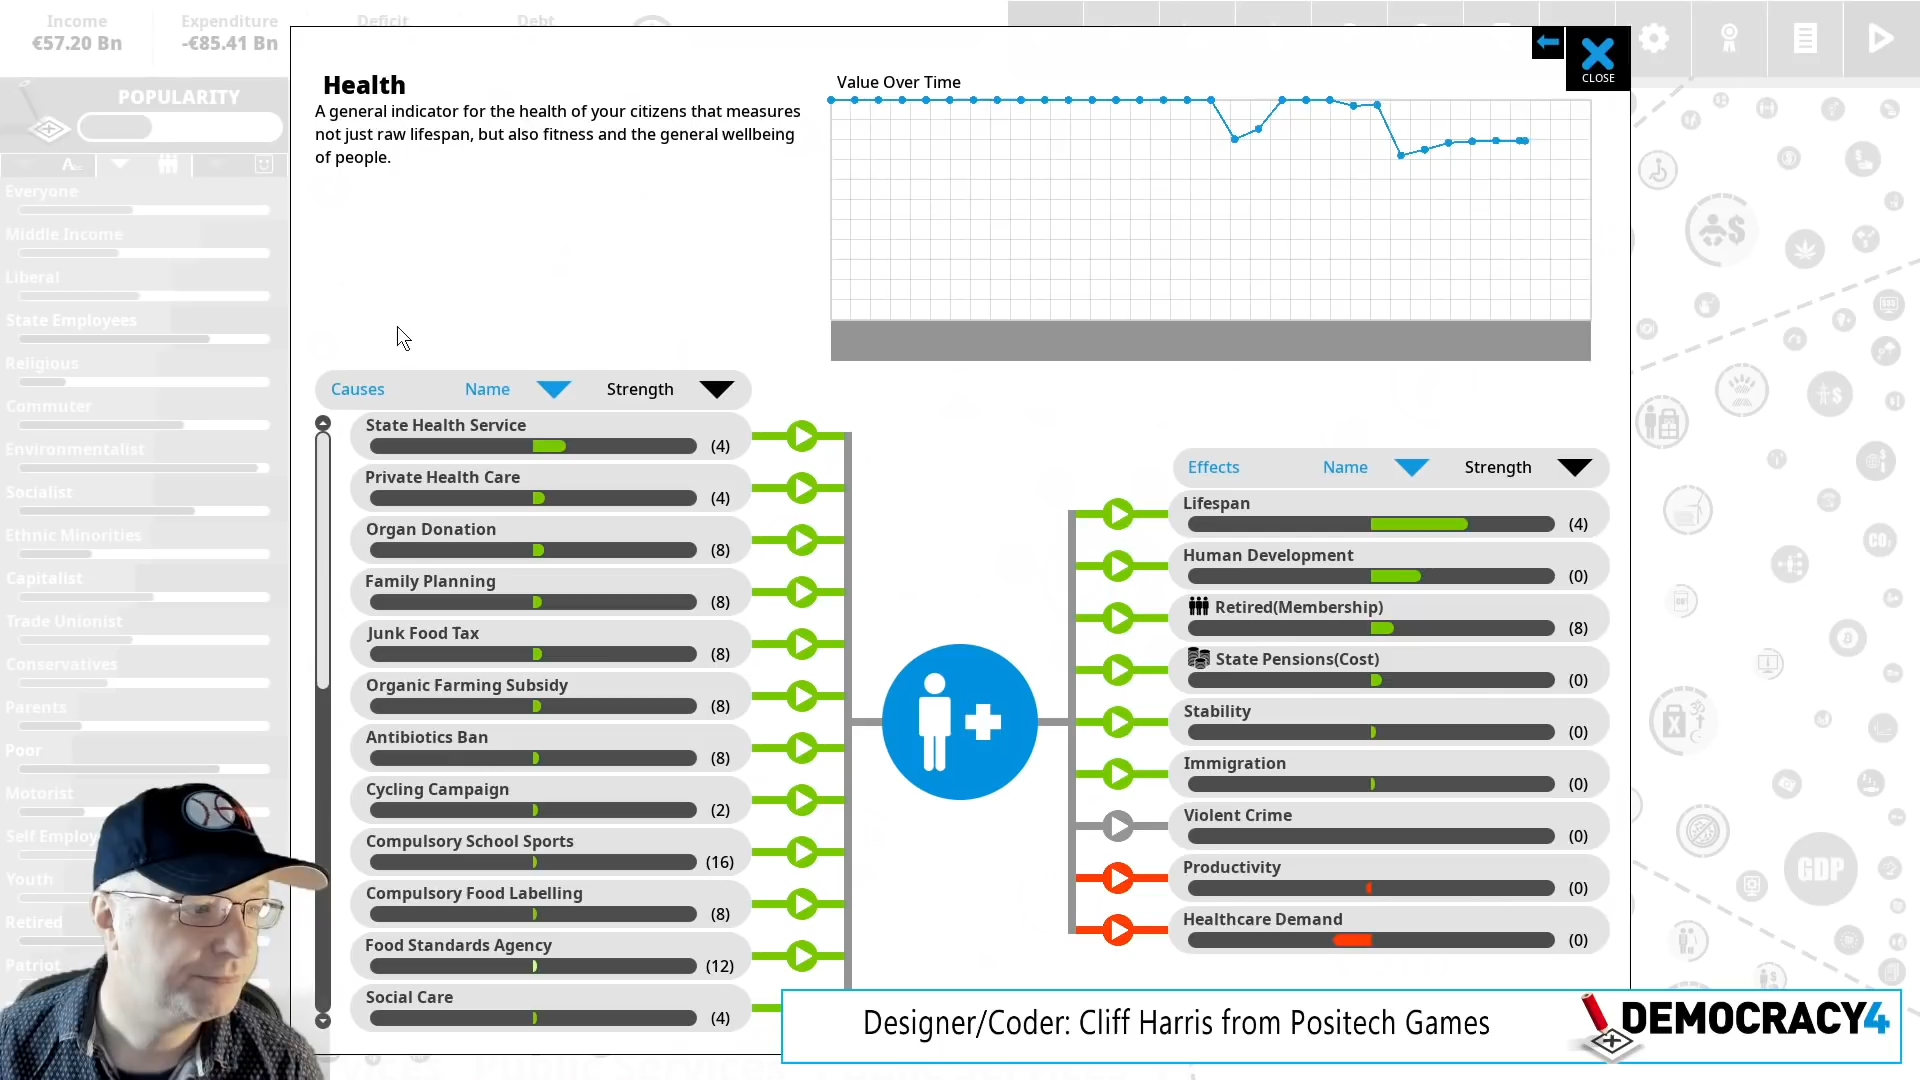 Income
€57.20 Bn
Expenditure
-€85.41 Bn
Deficit
Debt
POPULARITY
A
Everyone
Middle Income
Liberal
State Employees
Religious
Commuter
Environmentalist
Socialist
Ethnic Minorities
Capitalist
Trade Unionist
Conservatives
Parents
Poor
Motorist
Self Employ
Youth
Retired
Patriot
Health
A general indicator for the health of your citizens that measures
not just raw lifespan, but also fitness and the general wellbeing
of people.
Value Over Time
CLOSE
Causes Name Strength
State Health Service
(4)
Private Health Care
(4)
Organ Donation
(8)
Family Planning
(8)
Junk Food Tax
(8)
Organic Farming Subsidy
(8)
Antibiotics Ban
(8)
Cycling Campaign
(2)
Compulsory School Sports
(16)
Compulsory Food Labelling
(8)
Food Standards Agency
(12)
Social Care
(4)
Effects Name Strength
Lifespan
(4)
Human Development
(0)
Retired(Membership)
(8)
State Pensions(Cost)
(0)
Stability
(0)
Immigration
(0)
Violent Crime
(0)
Productivity
(0)
Healthcare Demand
(0)
CO₂
GDP
Designer/Coder: Cliff Harris from Positech Games
DEMOCRACY4